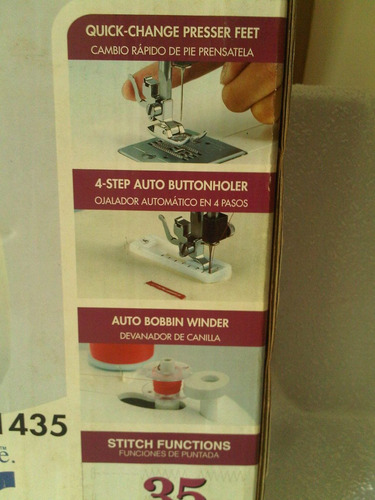 QUICK-CHANGE PRESSER FEET
CAMBIO RÁPIDO DE PIE PRENSATELA
4-STEP AUTO BUTTONHOLER
OJALADOR AUTOMÁTICO EN 4 PASOS
AUTO BOBBIN WINDER
DEVANADOR DE CANILLA
1435
STITCH FUNCTIONS
FUNCIONES DE PUNTADA
35